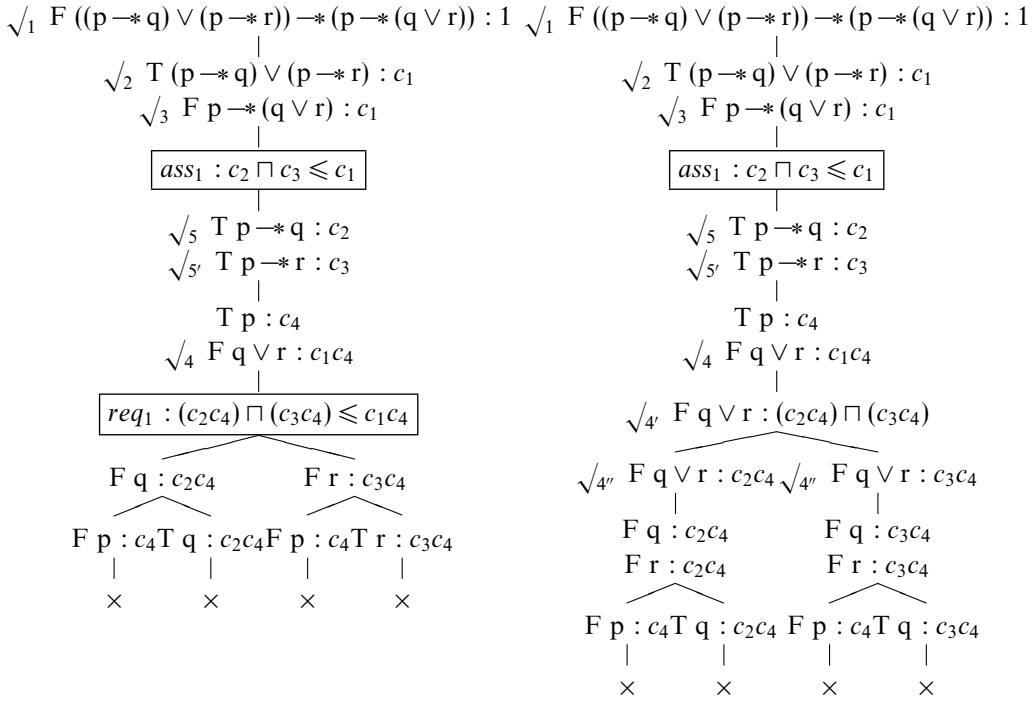 √1 F ((p −∗ q) ∨ (p −∗ r)) −∗ (p −∗ (q ∨ r)) : 1
√2 T (p −∗ q) ∨ (p −∗ r) : c1
√3 F p −∗ (q ∨ r) : c1
ass1 : c2 ⊓ c3 ⩽ c1
√5 T p −∗ q : c2
√5′ T p −∗ r : c3
T p : c4
√4 F q ∨ r : c1c4
req1 : (c2c4) ⊓ (c3c4) ⩽ c1c4
F q : c2c4 F r : c3c4
F p : c4 T q : c2c4 F p : c4 T r : c3c4
× × × ×
√1 F ((p −∗ q) ∨ (p −∗ r)) −∗ (p −∗ (q ∨ r)) : 1
√2 T (p −∗ q) ∨ (p −∗ r) : c1
√3 F p −∗ (q ∨ r) : c1
ass1 : c2 ⊓ c3 ⩽ c1
√5 T p −∗ q : c2
√5′ T p −∗ r : c3
T p : c4
√4 F q ∨ r : c1c4
√4′ F q ∨ r : (c2c4) ⊓ (c3c4)
√4″ F q ∨ r : c2c4 √4″ F q ∨ r : c3c4
F q : c2c4 F q : c3c4
F r : c2c4 F r : c3c4
F p : c4 T q : c2c4 F p : c4 T q : c3c4
× × × ×